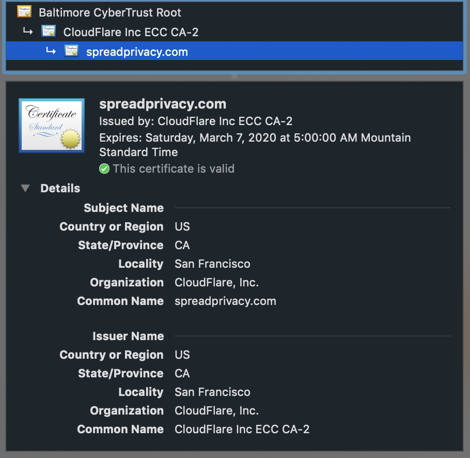 Baltimore CyberTrust Root
↳ CloudFlare Inc ECC CA-2
↳ spreadprivacy.com
Certificate
Standard
spreadprivacy.com
Issued by: CloudFlare Inc ECC CA-2
Expires: Saturday, March 7, 2020 at 5:00:00 AM Mountain
Standard Time
This certificate is valid
Details
Subject Name
Country or Region US
State/Province CA
Locality San Francisco
Organization CloudFlare, Inc.
Common Name spreadprivacy.com
Issuer Name
Country or Region US
State/Province CA
Locality San Francisco
Organization CloudFlare, Inc.
Common Name CloudFlare Inc ECC CA-2